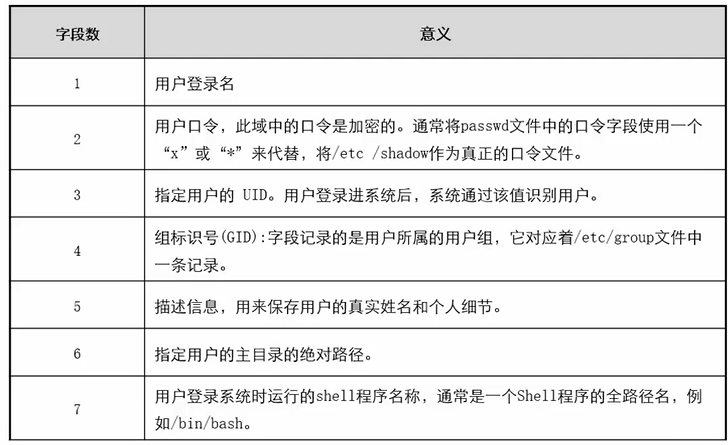 字段数 意义
1 用户登录名
2 用户口令，此域中的口令是加密的。通常将passwd文件中的口令字段使用一个
“x”或“*”来代替，将/etc /shadow作为真正的口令文件。
3 指定用户的 UID。用户登录进系统后，系统通过该值识别用户。
4 组标识号(GID):字段记录的是用户所属的用户组，它对应着/etc/group文件中
一条记录。
5 描述信息，用来保存用户的真实姓名和个人细节。
6 指定用户的主目录的绝对路径。
7 用户登录系统时运行的shell程序名称，通常是一个Shell程序的全路径名，例
如/bin/bash。